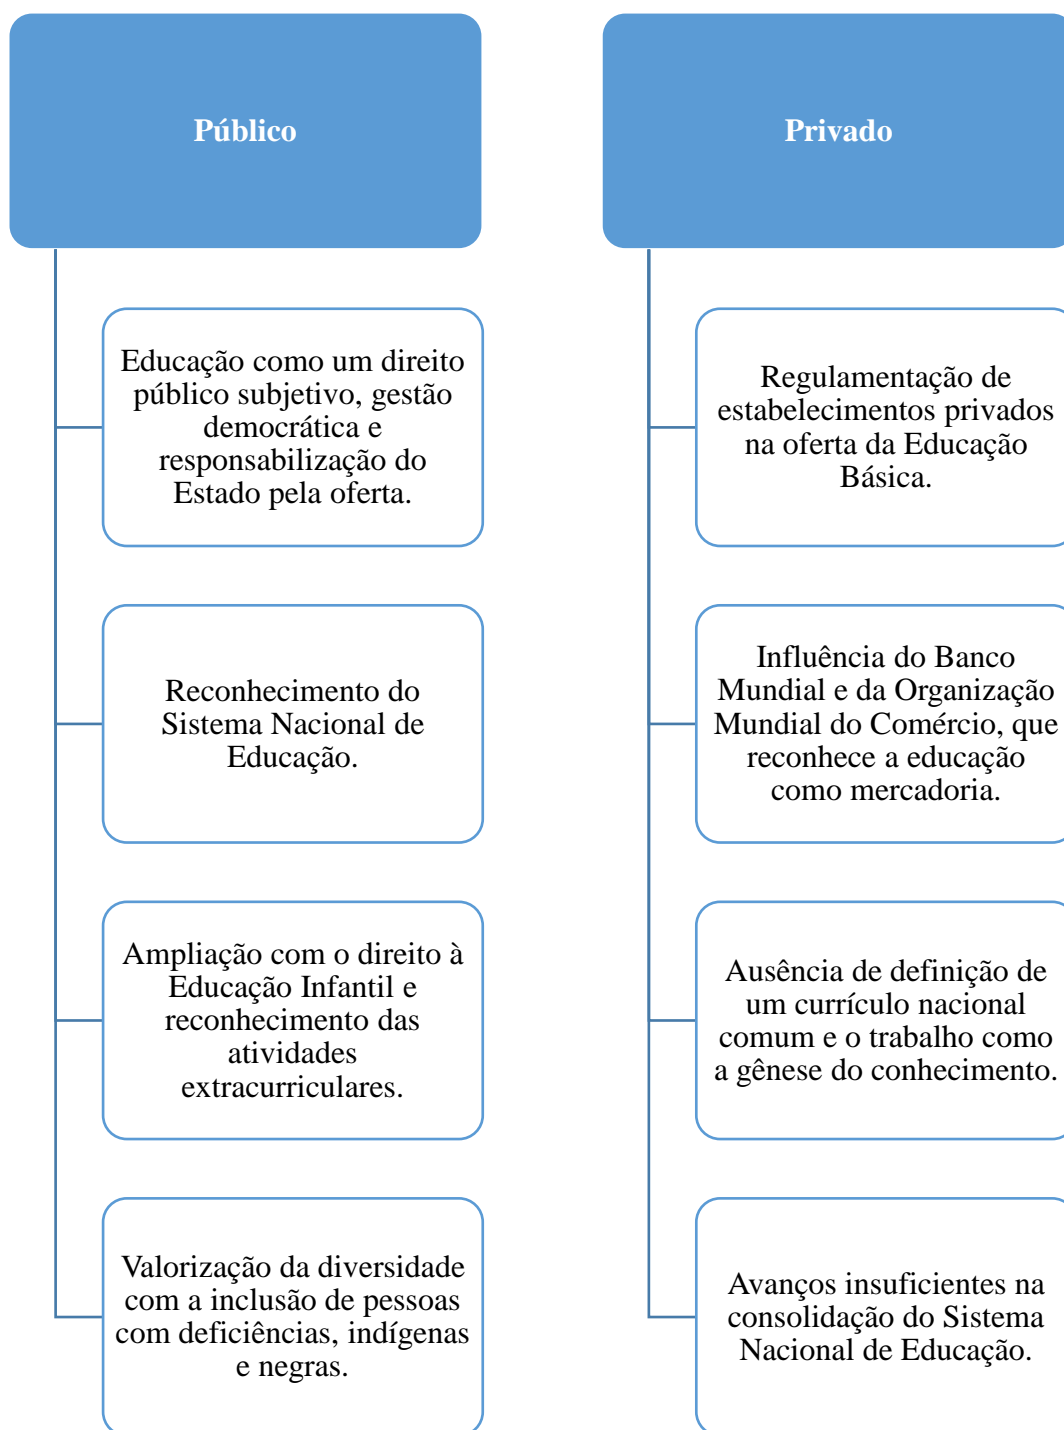 Público
Educação como um direito
público subjetivo, gestão
democrática e
responsabilização do
Estado pela oferta.
Reconhecimento do
Sistema Nacional de
Educação.
Ampliação com o direito à
Educação Infantil e
reconhecimento das
atividades
extracurriculares.
Valorização da diversidade
com a inclusão de pessoas
com deficiências, indígenas
e negras.
Privado
Regulamentação de
estabelecimentos privados
na oferta da Educação
Básica.
Influência do Banco
Mundial e da Organização
Mundial do Comércio, que
reconhece a educação
como mercadoria.
Ausência de definição de
um currículo nacional
comum e o trabalho como
a gênese do conhecimento.
Avanços insuficientes na
consolidação do Sistema
Nacional de Educação.